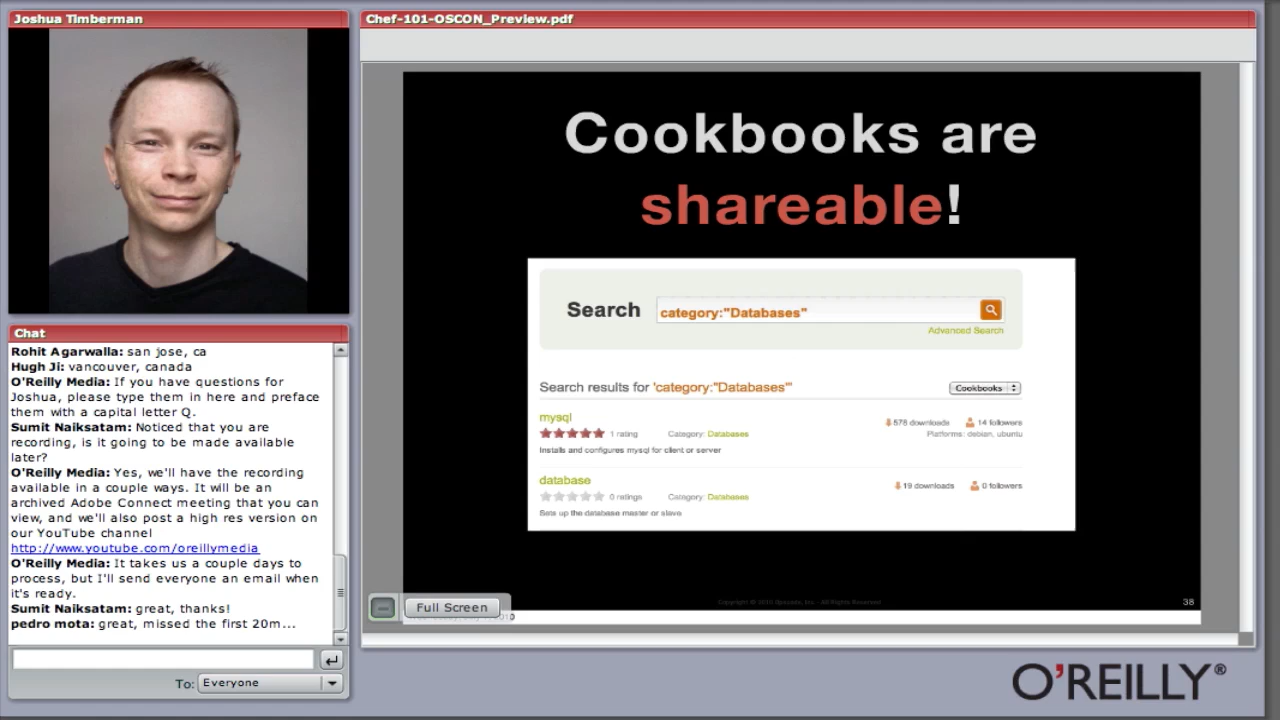 Joshua Timberman
Chat
Rohit Agarwalla: san jose, ca
Hugh Ji: vancouver, canada
O'Reilly Media: If you have questions for
Joshua, please type them in here and preface
them with a capital letter Q.
Sumit Naiksatam: Noticed that you are
recording, is it going to be made available
later?
O'Reilly Media: Yes, we'll have the recording
available in a couple ways. It will be an
archived Adobe Connect meeting that you can
view, and we'll also post a high res version on
our YouTube channel
http://www.youtube.com/oreillymedia
O'Reilly Media: It takes us a couple days to
process, but I'll send everyone an email when
it's ready.
Sumit Naiksatam: great, thanks!
pedro mota: great, missed the first 20m...
To: Everyone
Chef-101-OSCON_Preview.pdf
Cookbooks are
shareable!
Search category:"Databases"
Advanced Search
Search results for 'category:"Databases"' Cookbooks
mysql
578 downloads 14 followers
1 rating Category: Databases
Platforms: debian, ubuntu
Installs and configures mysql for client or server
database
19 downloads 0 followers
0 ratings Category: Databases
Sets up the database master or slave
Copyright © 2010 Opscode, Inc - All Rights Reserved
38
Full Screen
O'REILLY®